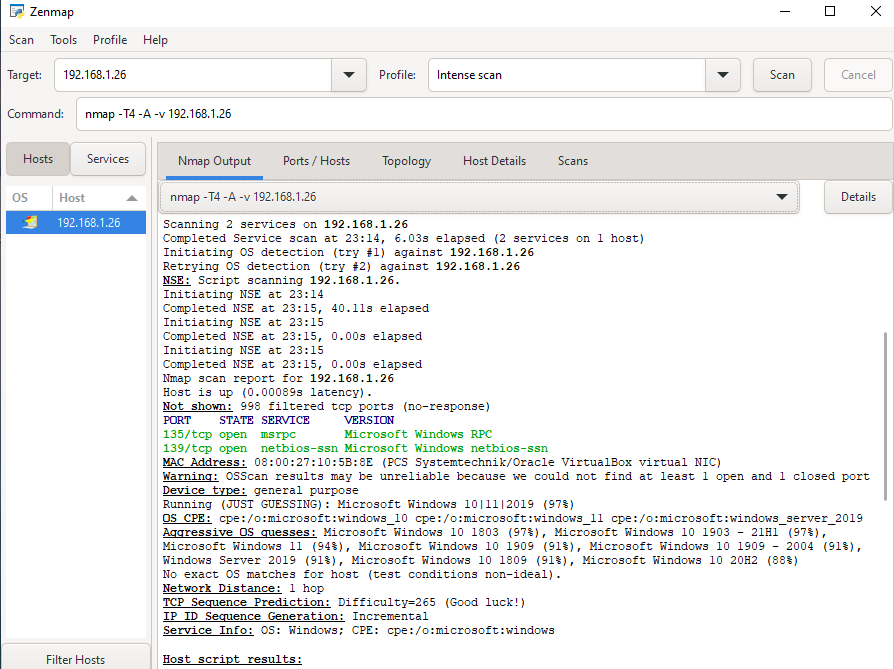 Zenmap
Scan Tools Profile Help
Target: 192.168.1.26 Profile: Intense scan Scan Cancel
Command: nmap -T4 -A -v 192.168.1.26
Hosts Services
OS Host
192.168.1.26
Filter Hosts
Nmap Output Ports / Hosts Topology Host Details Scans
nmap -T4 -A -v 192.168.1.26 Details
Scanning 2 services on 192.168.1.26
Completed Service scan at 23:14, 6.03s elapsed (2 services on 1 host)
Initiating OS detection (try #1) against 192.168.1.26
Retrying OS detection (try #2) against 192.168.1.26
NSE: Script scanning 192.168.1.26.
Initiating NSE at 23:14
Completed NSE at 23:15, 40.11s elapsed
Initiating NSE at 23:15
Completed NSE at 23:15, 0.00s elapsed
Initiating NSE at 23:15
Completed NSE at 23:15, 0.00s elapsed
Nmap scan report for 192.168.1.26
Host is up (0.00089s latency).
Not shown: 998 filtered tcp ports (no-response)
PORT STATE SERVICE VERSION
135/tcp open msrpc Microsoft Windows RPC
139/tcp open netbios-ssn Microsoft Windows netbios-ssn
MAC Address: 08:00:27:10:5B:8E (PCS Systemtechnik/Oracle VirtualBox virtual NIC)
Warning: OSScan results may be unreliable because we could not find at least 1 open and 1 closed port
Device type: general purpose
Running (JUST GUESSING): Microsoft Windows 10|11|2019 (97%)
OS CPE: cpe:/o:microsoft:windows_10 cpe:/o:microsoft:windows_11 cpe:/o:microsoft:windows_server_2019
Aggressive OS guesses: Microsoft Windows 10 1803 (97%), Microsoft Windows 10 1903 - 21H1 (97%),
Microsoft Windows 11 (94%), Microsoft Windows 10 1909 (91%), Microsoft Windows 10 1909 - 2004 (91%),
Windows Server 2019 (91%), Microsoft Windows 10 1809 (91%), Microsoft Windows 10 20H2 (88%)
No exact OS matches for host (test conditions non-ideal).
Network Distance: 1 hop
TCP Sequence Prediction: Difficulty=265 (Good luck!)
IP ID Sequence Generation: Incremental
Service Info: OS: Windows; CPE: cpe:/o:microsoft:windows
Host script results: